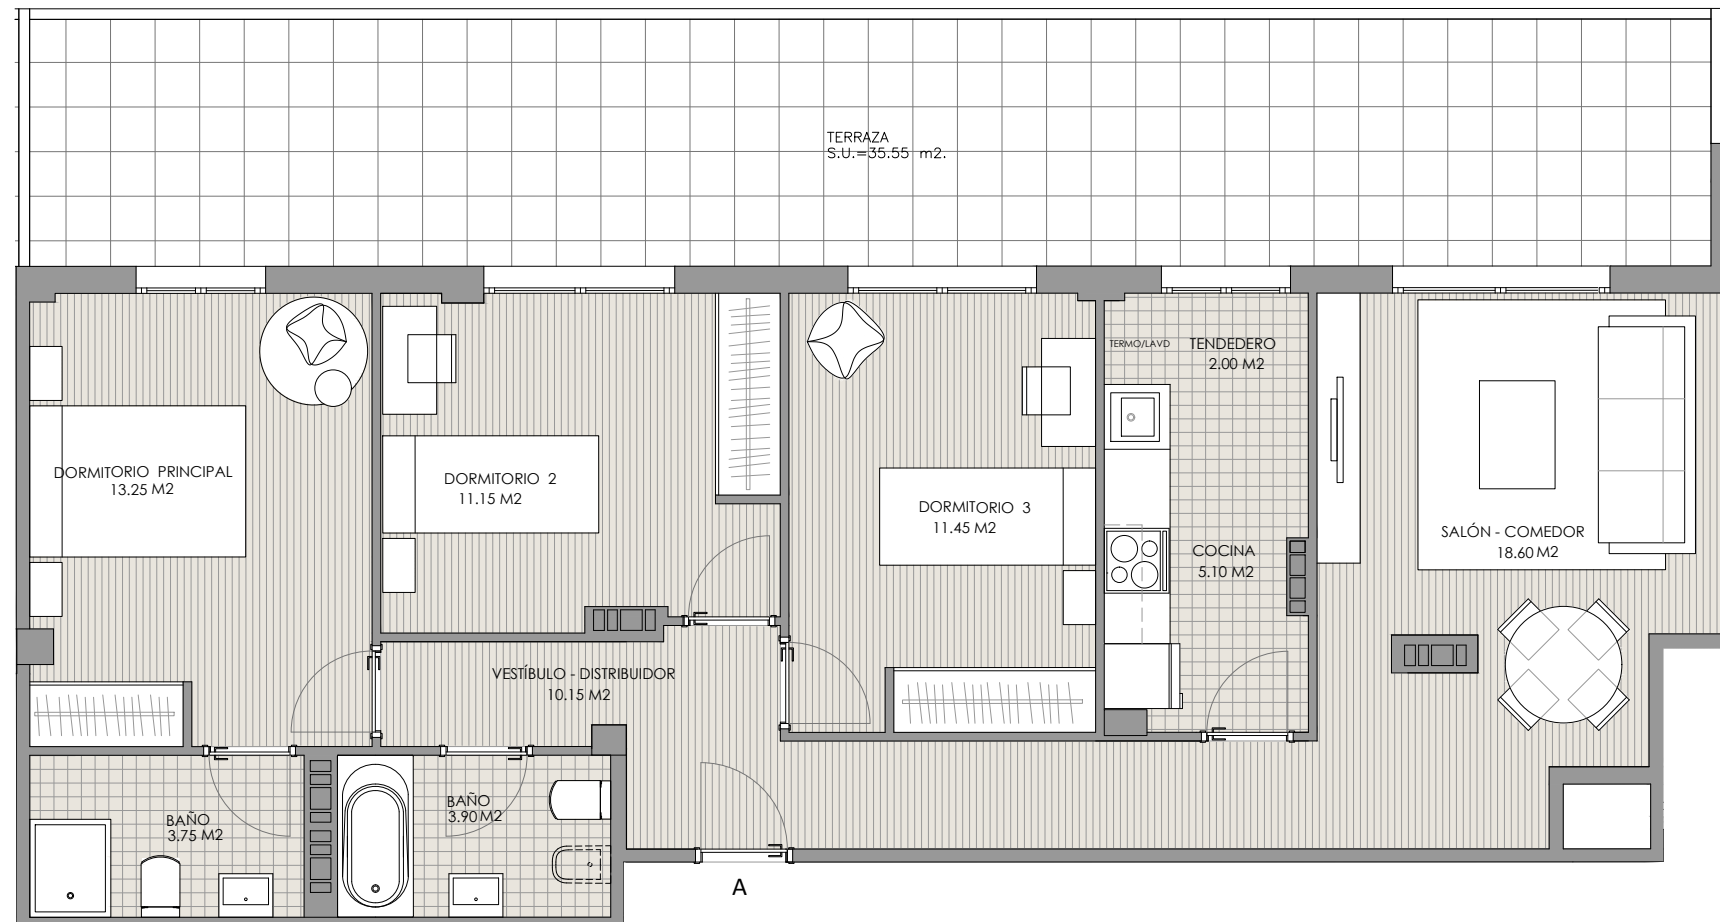 TERRAZA
S.U.=35.55 m2.
TERMO/LAVD
TENDEDERO
2.00 M2
DORMITORIO PRINCIPAL
13.25 M2
DORMITORIO 2
11.15 M2
DORMITORIO 3
11.45 M2
COCINA
5.10 M2
SALÓN - COMEDOR
18.60 M2
VESTÍBULO - DISTRIBUIDOR
10.15 M2
BAÑO
3.75 M2
BAÑO
3.90 M2
A